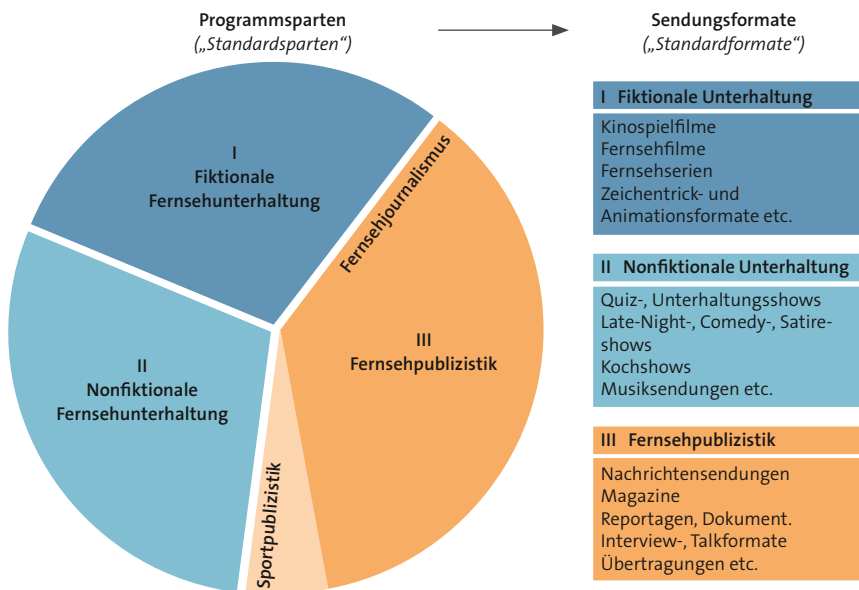 Programmsparten
(„Standardsparten“)
Sendungsformate
(„Standardformate“)
I
Fiktionale
Fernsehunterhaltung
Fernsehjournalismus
III
Fernsehpublizistik
II
Nonfiktionale
Fernsehunterhaltung
Sportpublizistik
I Fiktionale Unterhaltung
Kinospielfilme
Fernsehfilme
Fernsehserien
Zeichentrick- und
Animationsformate etc.
II Nonfiktionale Unterhaltung
Quiz-, Unterhaltungsshows
Late-Night-, Comedy-, Satire-
shows
Kochshows
Musiksendungen etc.
III Fernsehpublizistik
Nachrichtensendungen
Magazine
Reportagen, Dokument.
Interview-, Talkformate
Übertragungen etc.